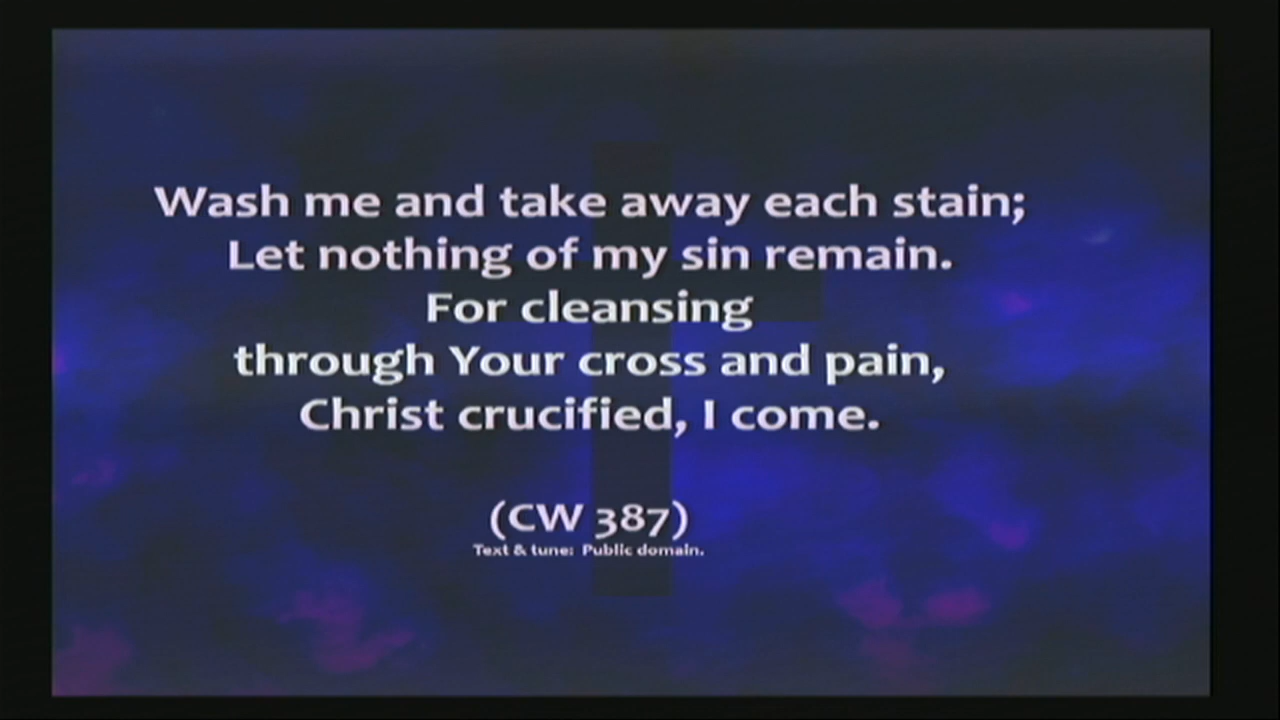 Wash me and take away each stain;
Let nothing of my sin remain.
For cleansing
through Your cross and pain,
Christ crucified, I come.
(CW 387)
Text & tune: Public domain.